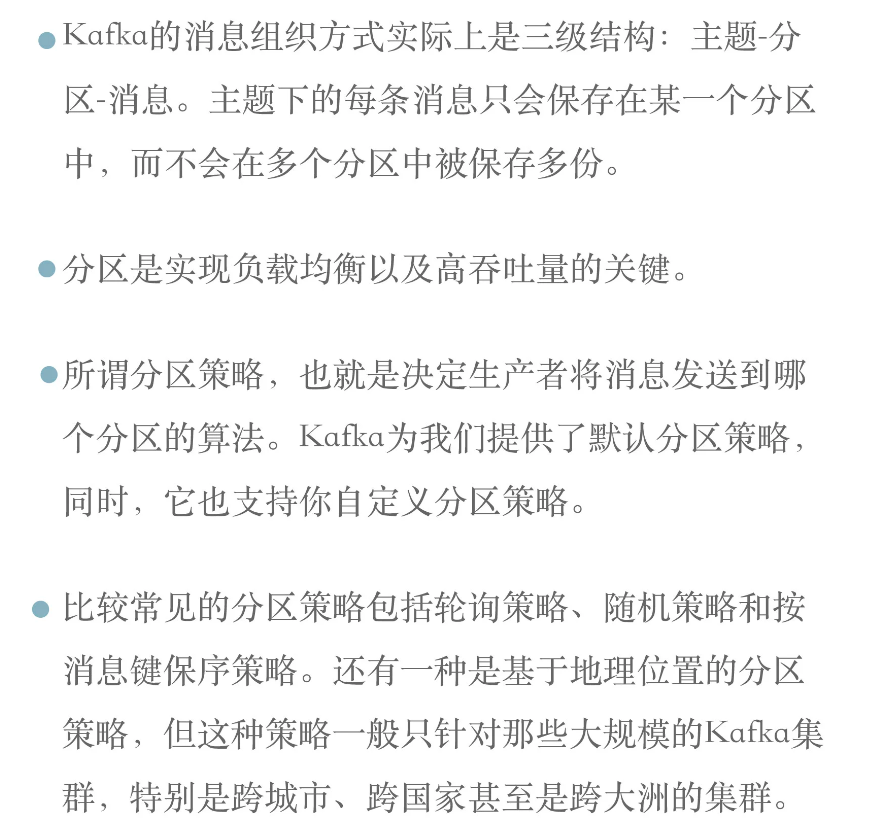 Kafka的消息组织方式实际上是三级结构：主题-分
区-消息。主题下的每条消息只会保存在某一个分区
中，而不会在多个分区中被保存多份。
分区是实现负载均衡以及高吞吐量的关键。
所谓分区策略，也就是决定生产者将消息发送到哪
个分区的算法。Kafka为我们提供了默认分区策略，
同时，它也支持你自定义分区策略。
比较常见的分区策略包括轮询策略、随机策略和按
消息键保序策略。还有一种是基于地理位置的分区
策略，但这种策略一般只针对那些大规模的Kafka集
群，特别是跨城市、跨国家甚至是跨大洲的集群。